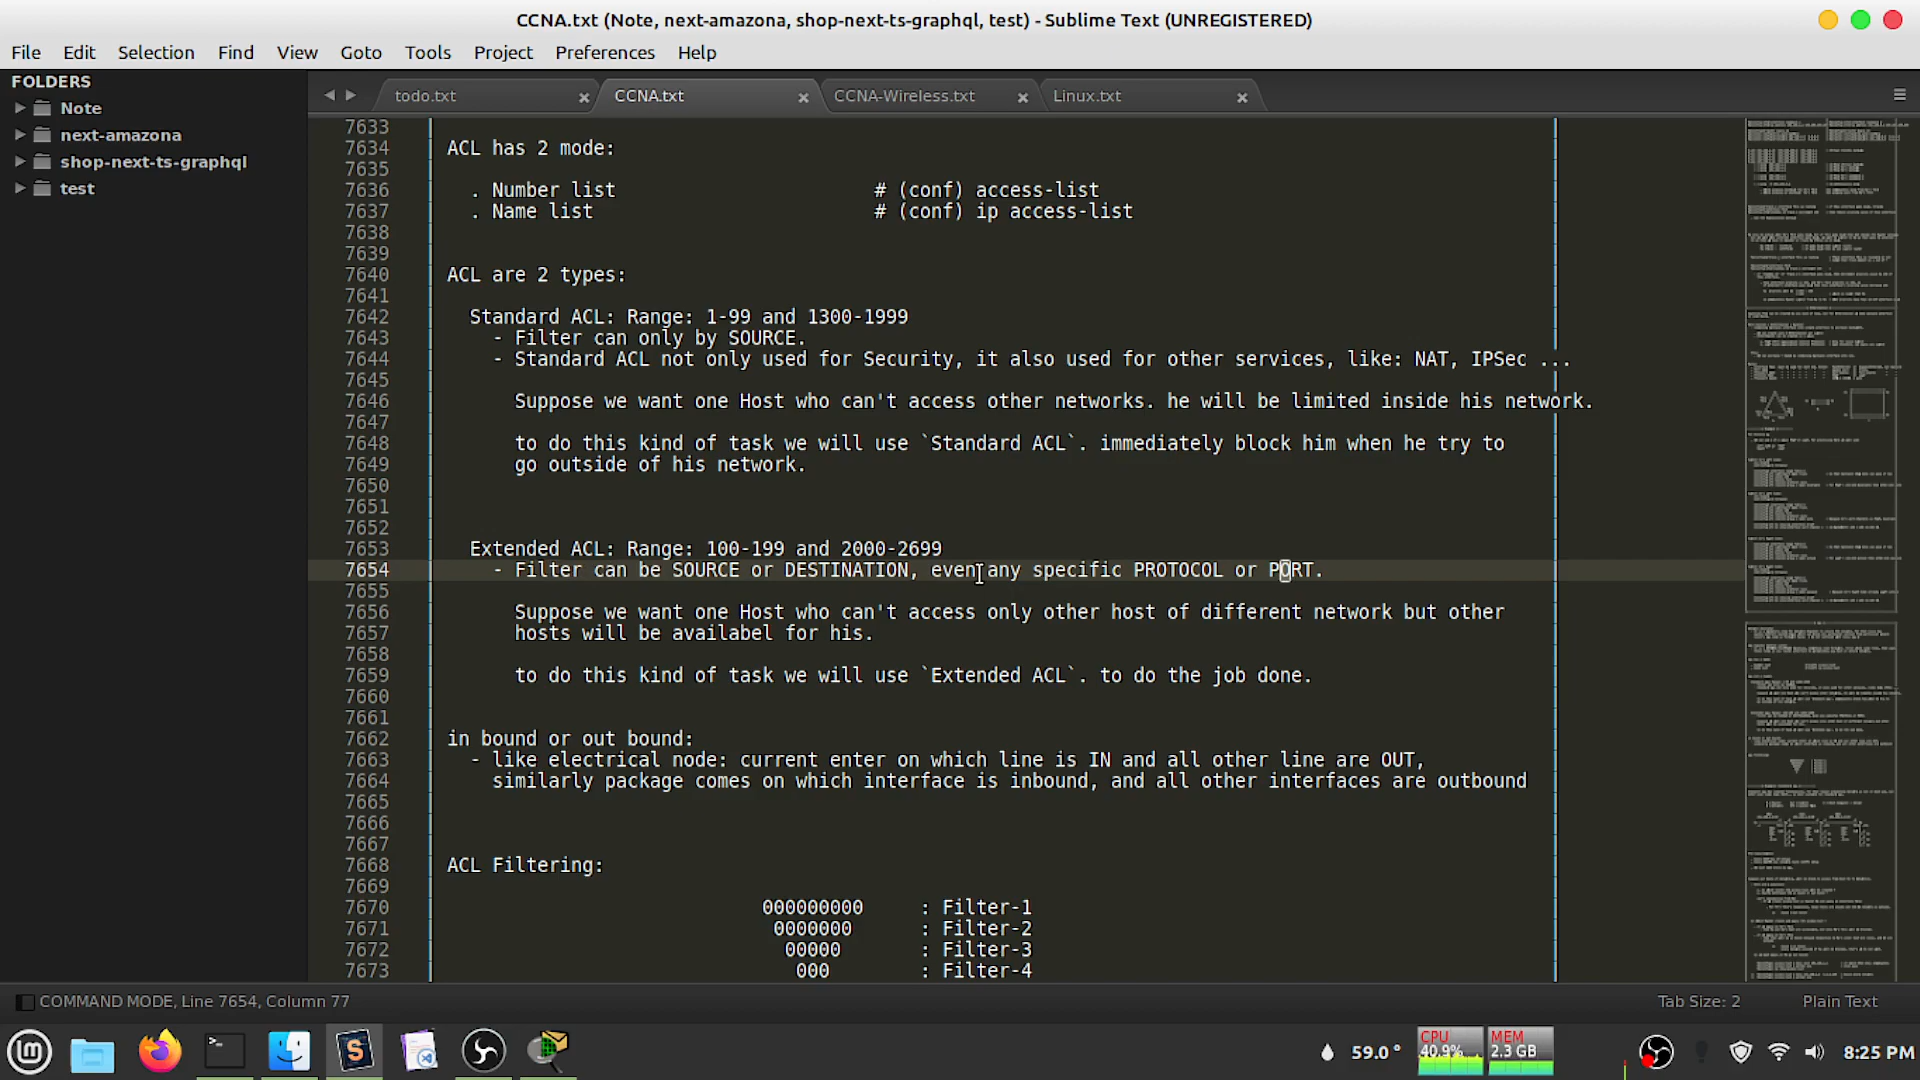 CCNA.txt (Note, next-amazona, shop-next-ts-graphql, test) - Sublime Text (UNREGISTERED)
File Edit Selection Find View Goto Tools Project Preferences Help
FOLDERS
Note
next-amazona
shop-next-ts-graphql
test
todo.txt CCNA.txt CCNA-Wireless.txt Linux.txt
7633
7634 ACL has 2 mode:
7635
7636 . Number list # (conf) access-list
7637 . Name list # (conf) ip access-list
7638
7639
7640 ACL are 2 types:
7641
7642 Standard ACL: Range: 1-99 and 1300-1999
7643 - Filter can only by SOURCE.
7644 - Standard ACL not only used for Security, it also used for other services, like: NAT, IPSec ...
7645
7646 Suppose we want one Host who can't access other networks. he will be limited inside his network.
7647
7648 to do this kind of task we will use `Standard ACL`. immediately block him when he try to
7649 go outside of his network.
7650
7651
7652
7653 Extended ACL: Range: 100-199 and 2000-2699
7654 - Filter can be SOURCE or DESTINATION, even any specific PROTOCOL or PORT.
7655
7656 Suppose we want one Host who can't access only other host of different network but other
7657 hosts will be availabel for his.
7658
7659 to do this kind of task we will use `Extended ACL`. to do the job done.
7660
7661
7662 in bound or out bound:
7663 - like electrical node: current enter on which line is IN and all other line are OUT,
7664 similarly package comes on which interface is inbound, and all other interfaces are outbound
7665
7666
7667
7668 ACL Filtering:
7669
7670 000000000 : Filter-1
7671 0000000 : Filter-2
7672 00000 : Filter-3
7673 000 : Filter-4
COMMAND MODE, Line 7654, Column 77 Tab Size: 2 Plain Text
59.0 ° CPU 40.9% MEM 2.3 GB 8:25 PM